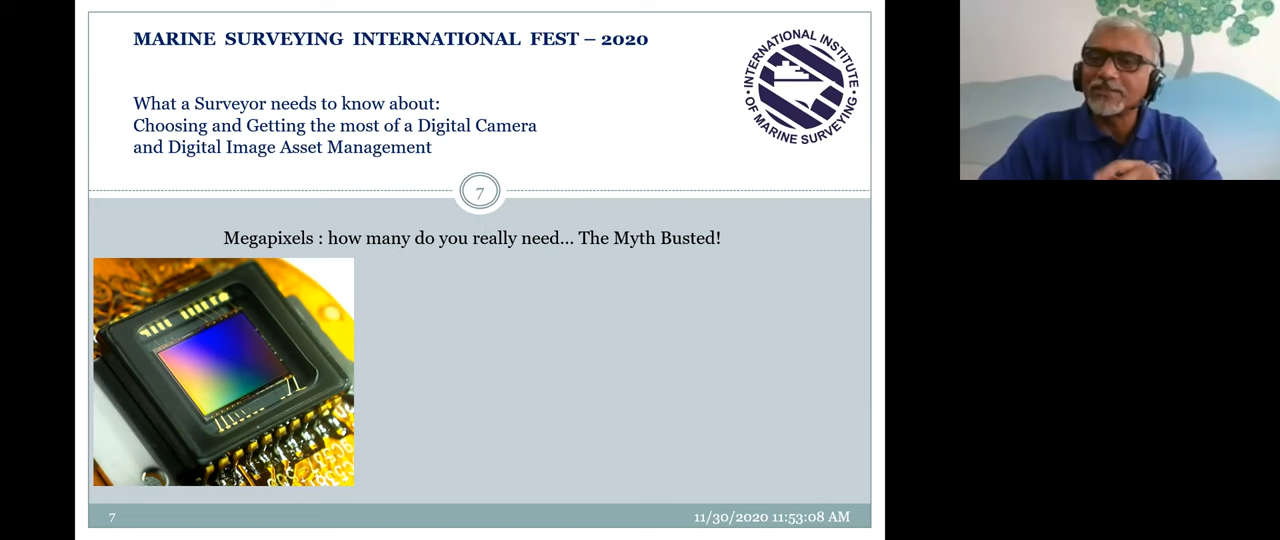 MARINE SURVEYING INTERNATIONAL FEST – 2020
INTERNATIONAL INSTITUTE
OF MARINE SURVEYING
What a Surveyor needs to know about:
Choosing and Getting the most of a Digital Camera
and Digital Image Asset Management
7
Megapixels : how many do you really need... The Myth Busted!
7
11/30/2020 11:53:08 AM